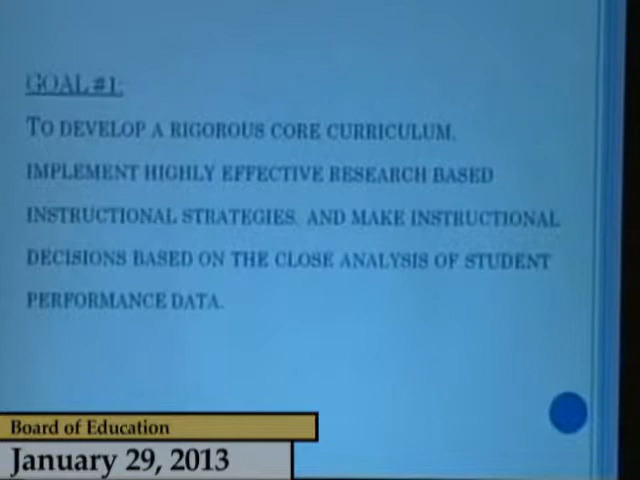 GOAL #1:
TO DEVELOP A RIGOROUS CORE CURRICULUM,
IMPLEMENT HIGHLY EFFECTIVE RESEARCH BASED
INSTRUCTIONAL STRATEGIES, AND MAKE INSTRUCTIONAL
DECISIONS BASED ON THE CLOSE ANALYSIS OF STUDENT
PERFORMANCE DATA.
Board of Education
January 29, 2013